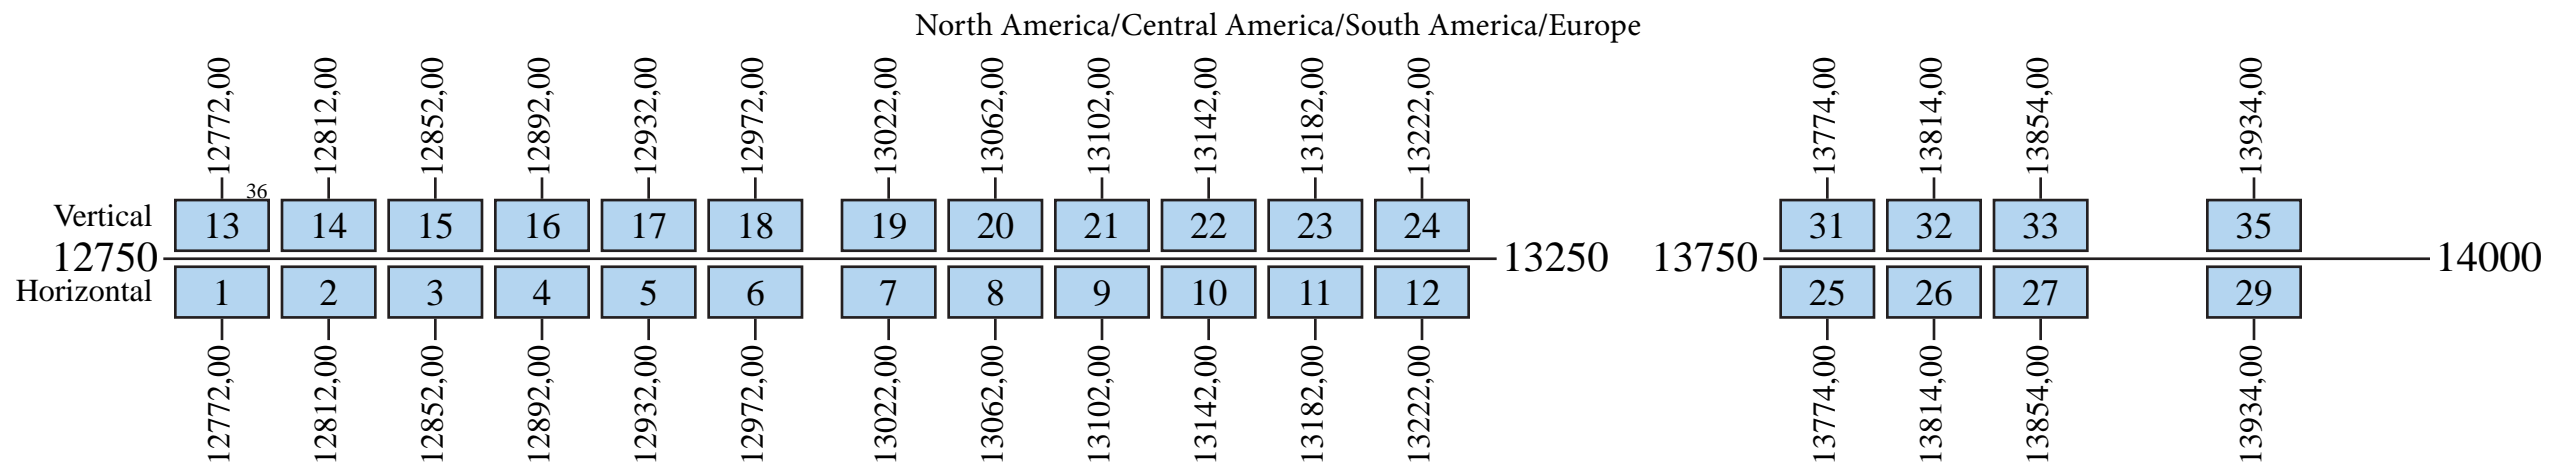 North America/Central America/South America/Europe
12772,00 12812,00 12852,00 12892,00 12932,00 12972,00 13022,00 13062,00 13102,00 13142,00 13182,00 13222,00 13774,00 13814,00 13854,00 13934,00
36
Vertical 13 14 15 16 17 18 19 20 21 22 23 24 31 32 33 35
12750 13250 13750 14000
Horizontal 1 2 3 4 5 6 7 8 9 10 11 12 25 26 27 29
12772,00 12812,00 12852,00 12892,00 12932,00 12972,00 13022,00 13062,00 13102,00 13142,00 13182,00 13222,00 13774,00 13814,00 13854,00 13934,00